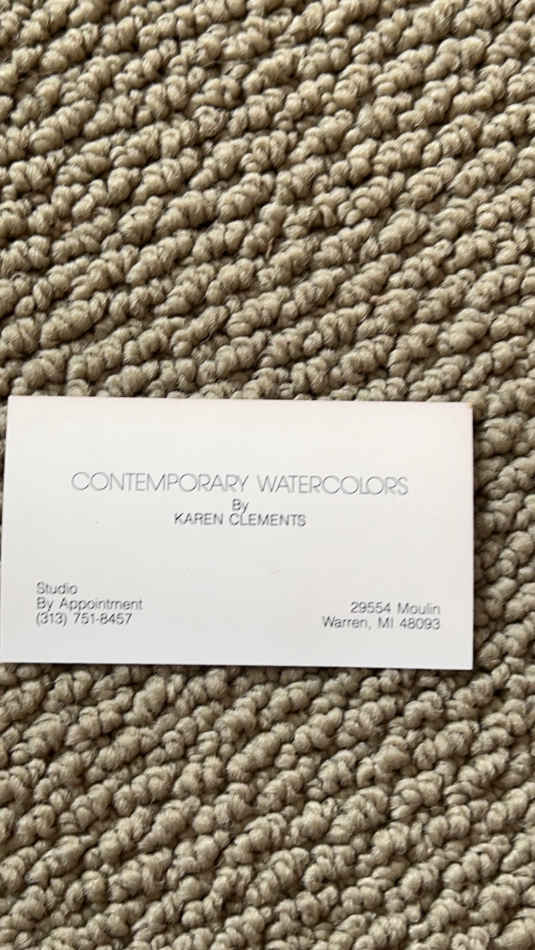 CONTEMPORARY WATERCOLORS
By
KAREN CLEMENTS
Studio
By Appointment
(313) 751-8457
29554 Moulin
Warren, MI 48093